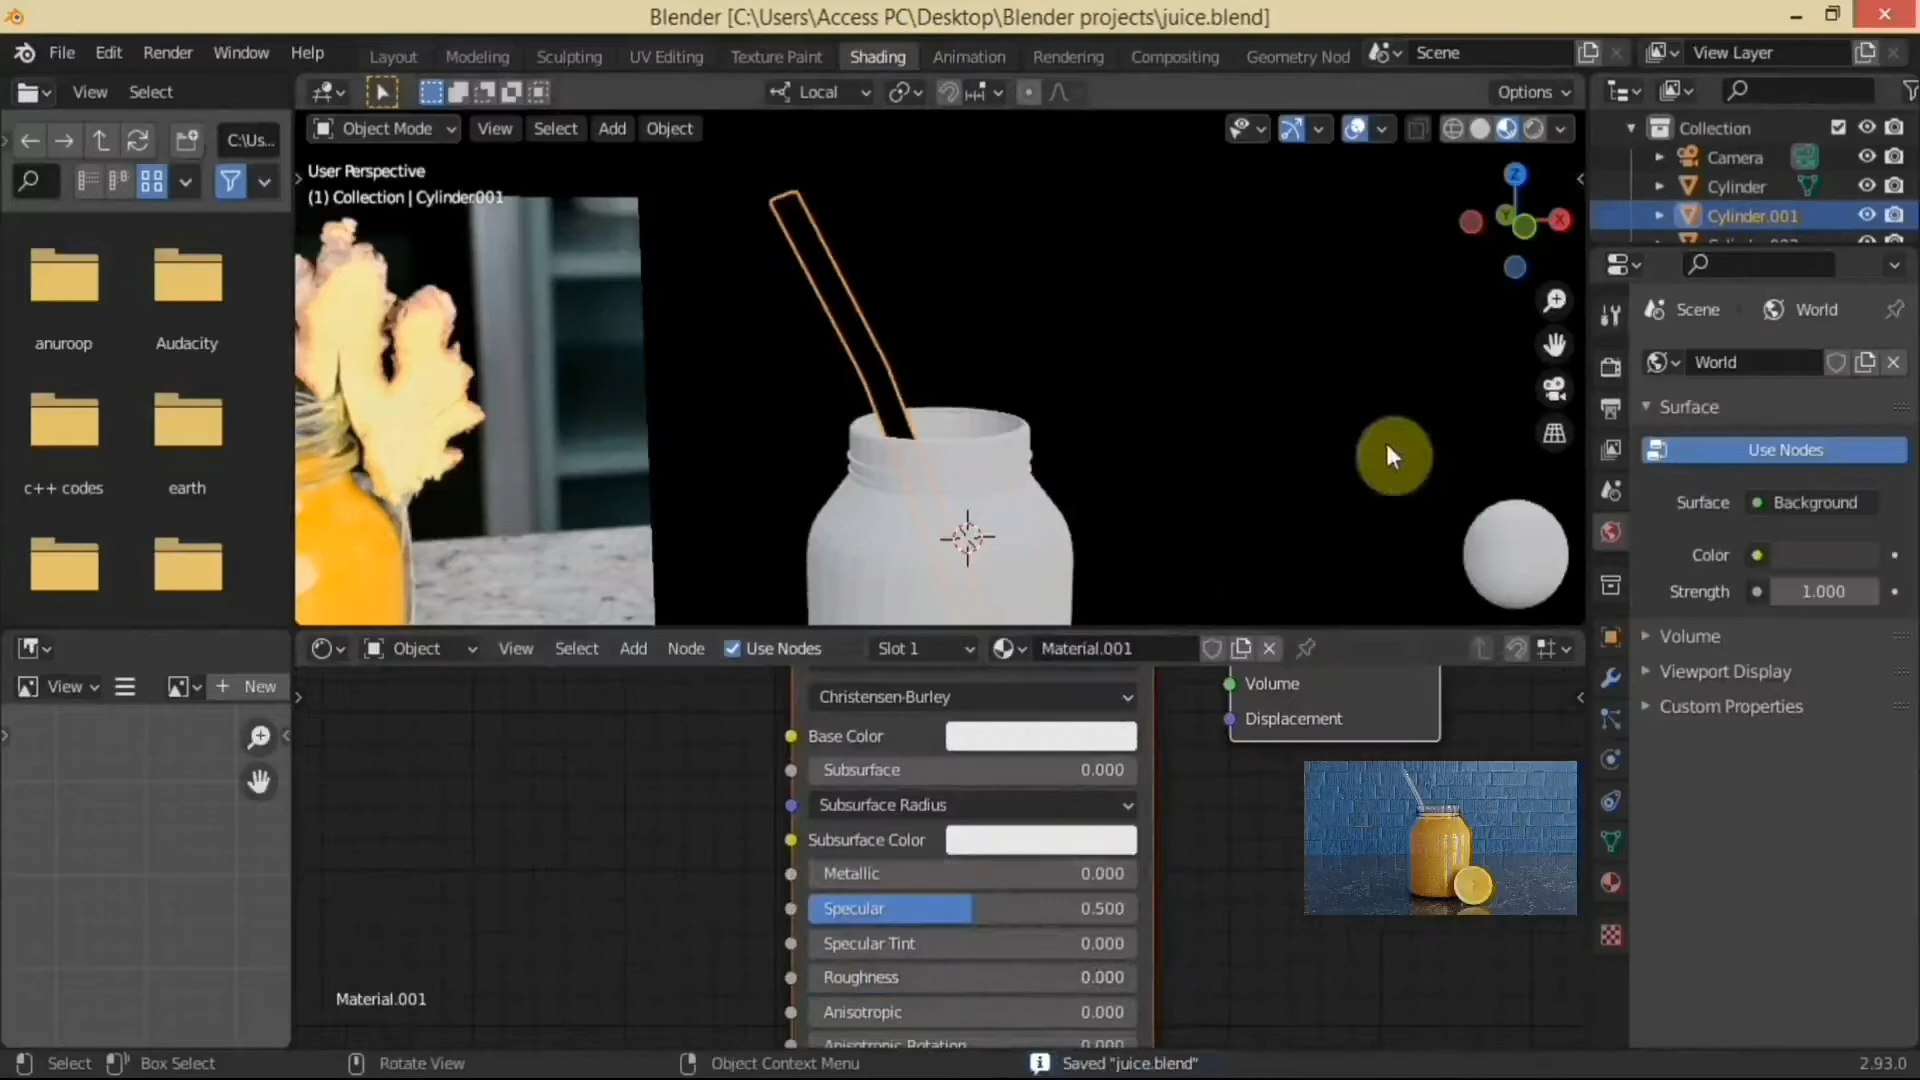 Blender [C:\Users\Access PC\Desktop\Blender projects\juice.blend]
File Edit Render Window Help
Layout Modeling Sculpting UV Editing Texture Paint Shading Animation Rendering Compositing Geometry Nod
Scene View Layer
View Select
Local
Options
C:\Us...
Object Mode View Select Add Object
User Perspective
(1) Collection | Cylinder.001
Z
Y
X
anuroop Audacity
c++ codes earth
Collection
Camera
Cylinder
Cylinder.001
Scene World
World
Surface
Use Nodes
Surface Background
Color
Strength 1.000
Volume
Viewport Display
Custom Properties
View
New
Object View Select Add Node Use Nodes Slot 1 Material.001
Christensen-Burley
Base Color
Subsurface 0.000
Subsurface Radius
Subsurface Color
Metallic 0.000
Specular 0.500
Specular Tint 0.000
Roughness 0.000
Anisotropic 0.000
Anisotropic Rotation 0.000
Volume
Displacement
Material.001
Select Box Select Rotate View Object Context Menu Saved "juice.blend" 2.93.0